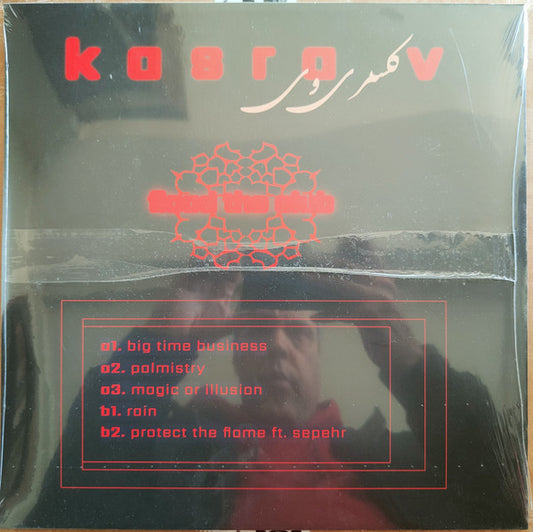 kasra v
کسری وی
a1. big time business
a2. palmistry
a3. magic or illusion
b1. rain
b2. protect the flame ft. sepehr